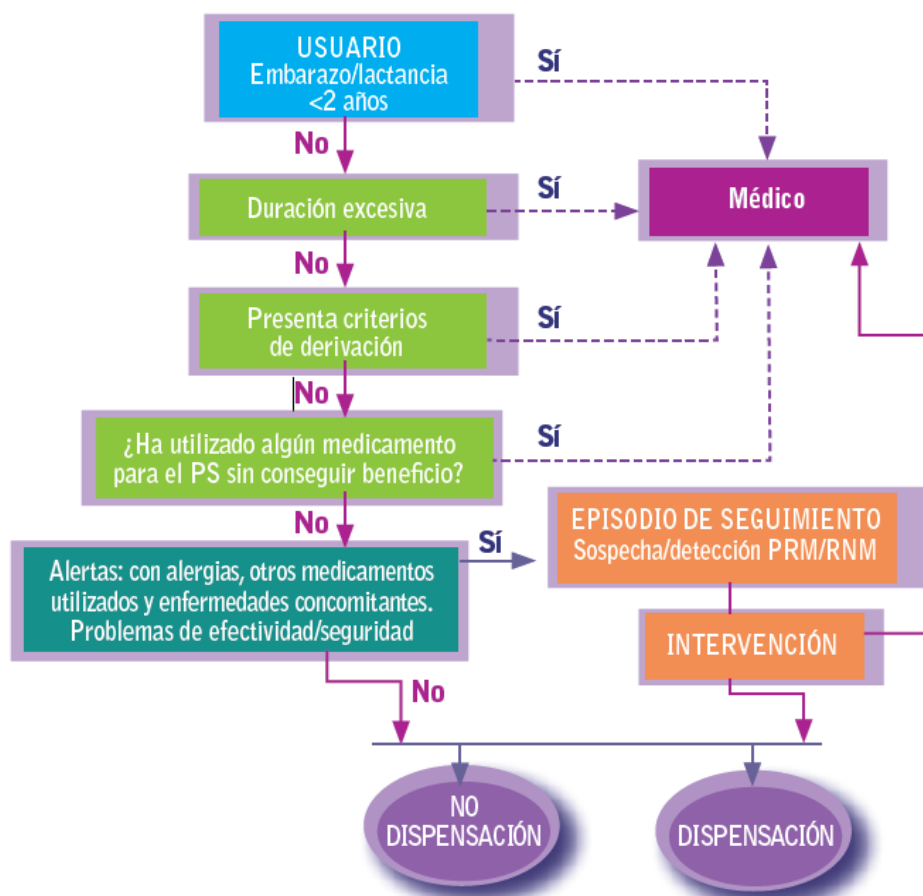 USUARIO
Embarazo/lactancia
<2 años
Sí
No
Duración excesiva
Sí
Médico
No
Presenta criterios
de derivación
Sí
No
¿Ha utilizado algún medicamento
para el PS sin conseguir beneficio?
Sí
No
Alertas: con alergias, otros medicamentos
utilizados y enfermedades concomitantes.
Problemas de efectividad/seguridad
Sí
EPISODIO DE SEGUIMIENTO
Sospecha/detección PRM/RNM
INTERVENCIÓN
No
NO
DISPENSACIÓN
DISPENSACIÓN